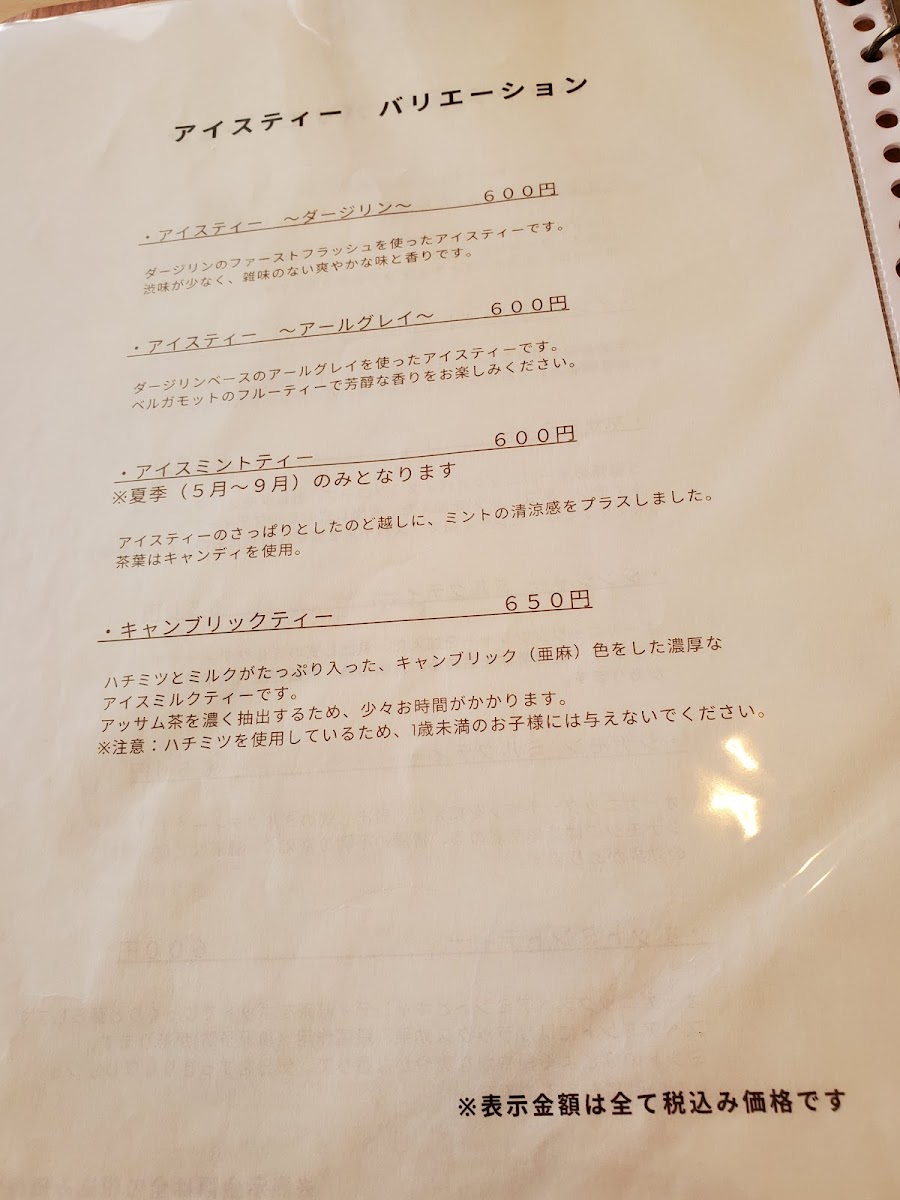 アイスティー　バリエーション
・アイスティー　～ダージリン～　６００円
ダージリンのファーストフラッシュを使ったアイスティーです。
渋味が少なく、雑味のない爽やかな味と香りです。
・アイスティー　～アールグレイ～　６００円
ダージリンベースのアールグレイを使ったアイスティーです。
ベルガモットのフルーティーで芳醇な香りをお楽しみください。
・アイスミントティー　６００円
※夏季（５月～９月）のみとなります
アイスティーのさっぱりとしたのど越しに、ミントの清涼感をプラスしました。
茶葉はキャンディを使用。
・キャンブリックティー　６５０円
ハチミツとミルクがたっぷり入った、キャンブリック（亜麻）色をした濃厚な
アイスミルクティーです。
アッサム茶を濃く抽出するため、少々お時間がかかります。
※注意：ハチミツを使用しているため、1歳未満のお子様には与えないでください。
※表示金額は全て税込み価格です